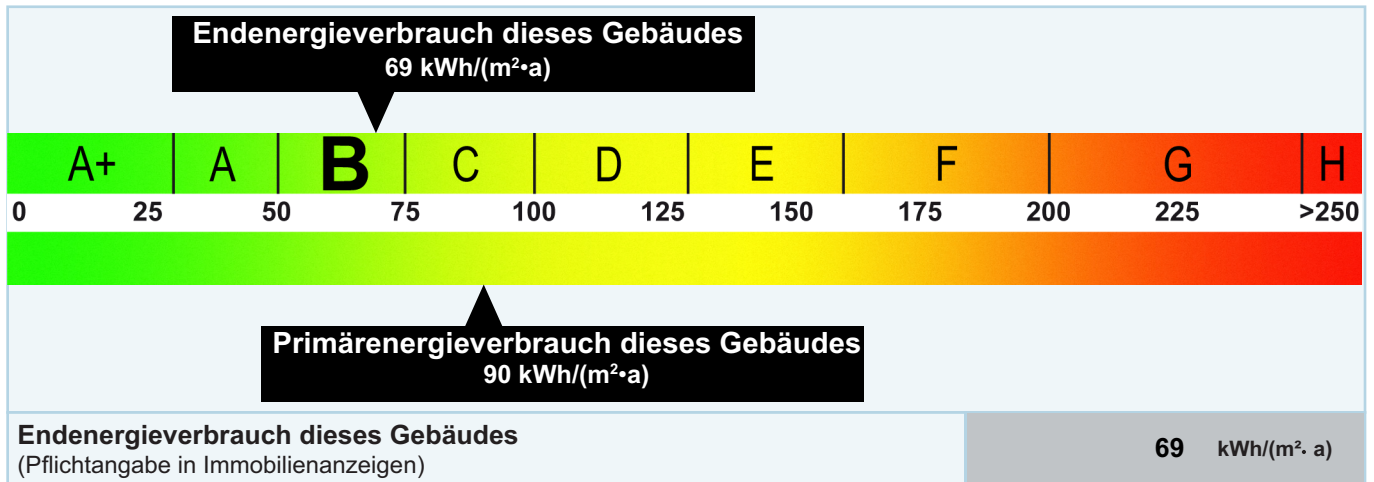 Endenergieverbrauch dieses Gebäudes
69 kWh/(m²•a)
A+ A B C D E F G H
0 25 50 75 100 125 150 175 200 225 >250
Primärenergieverbrauch dieses Gebäudes
90 kWh/(m²•a)
Endenergieverbrauch dieses Gebäudes
(Pflichtangabe in Immobilienanzeigen)
69 kWh/(m²· a)